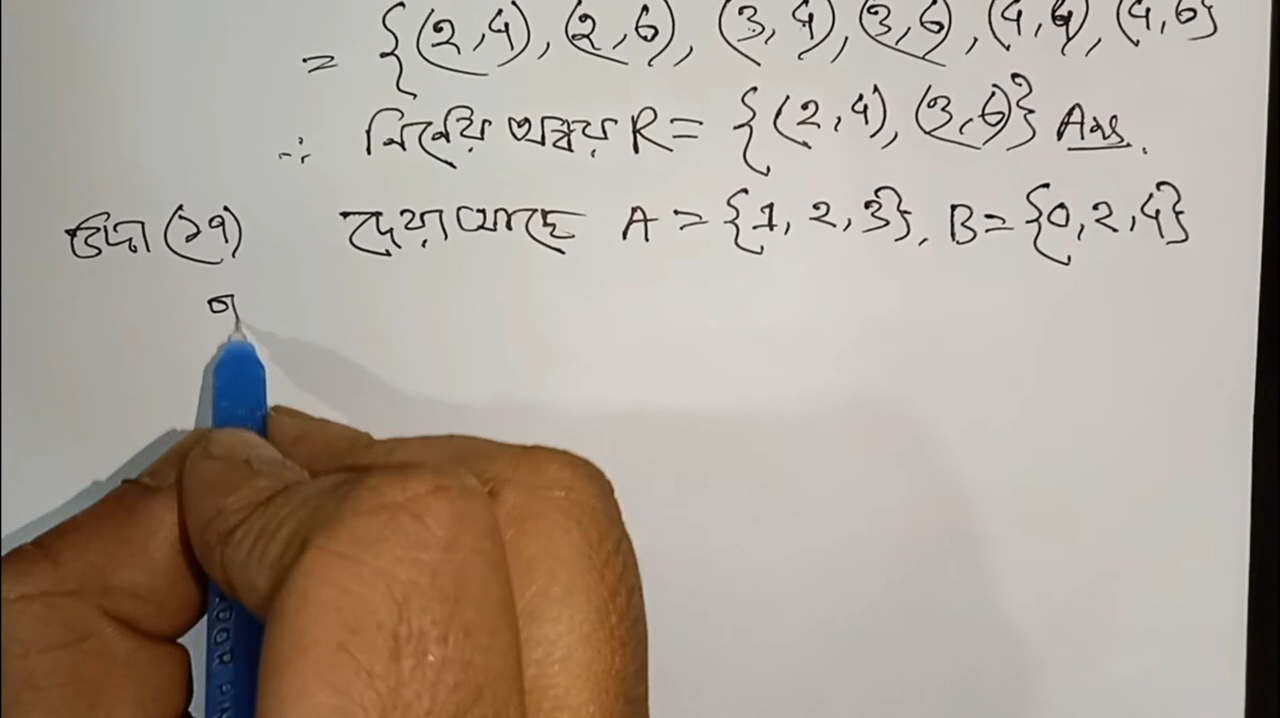 = {(2,4), (2,6), (3,4), (3,6), (4,4), (4,6)}
∴ নির্ণেয় অন্বয় R = {(2,4), (3,6)} Ans.
উদা (১৭) দেয়া আছে A = {1, 2, 3}, B = {0, 2, 4}